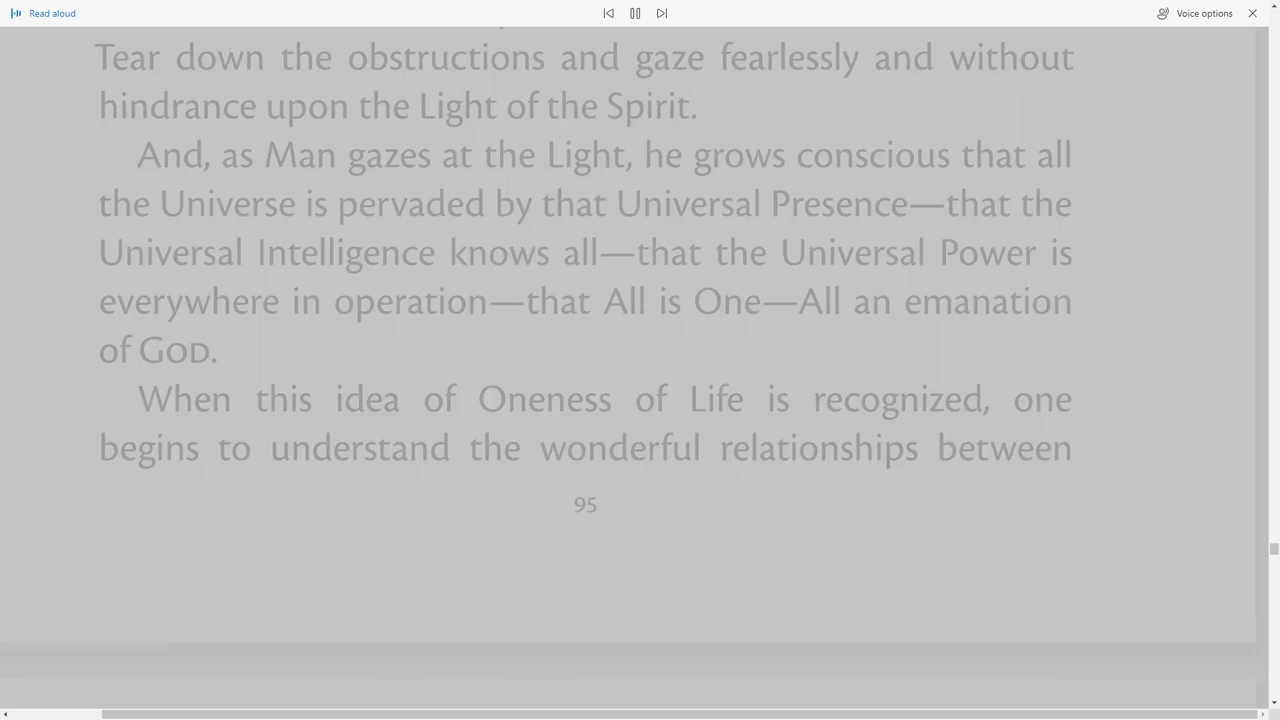 Read aloud
Voice options
Tear down the obstructions and gaze fearlessly and without
hindrance upon the Light of the Spirit.
And, as Man gazes at the Light, he grows conscious that all
the Universe is pervaded by that Universal Presence—that the
Universal Intelligence knows all—that the Universal Power is
everywhere in operation—that All is One—All an emanation
of GOD.
When this idea of Oneness of Life is recognized, one
begins to understand the wonderful relationships between
95